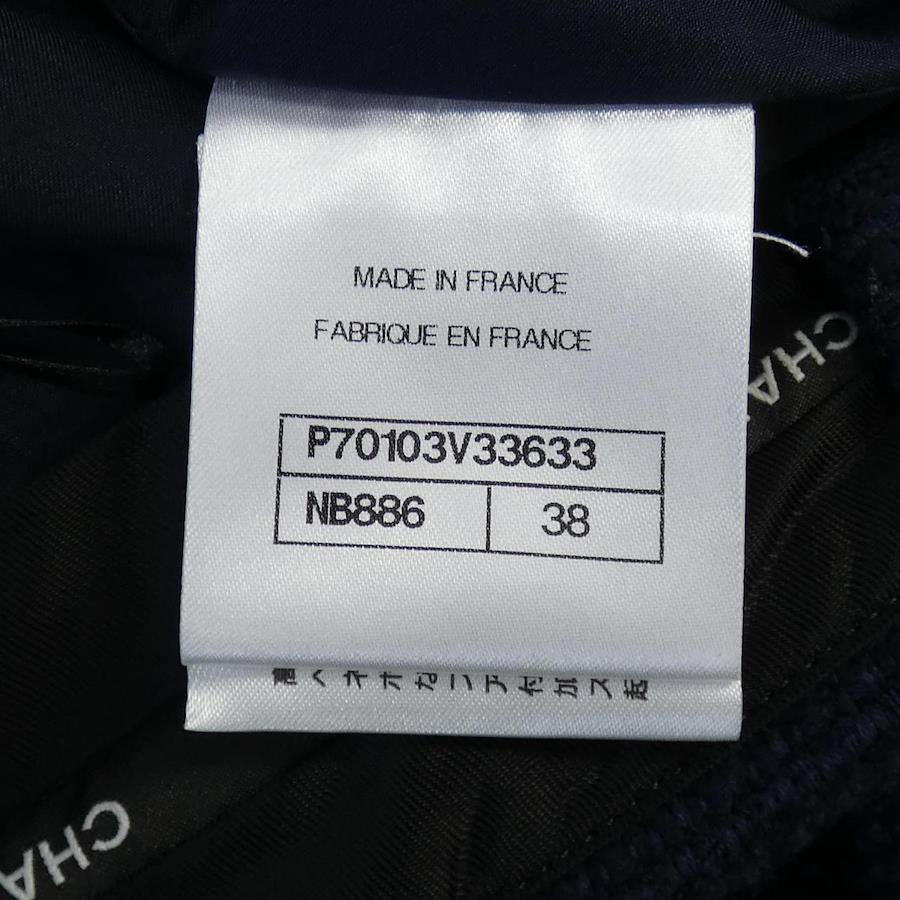 MADE IN FRANCE
FABRIQUE EN FRANCE
P70103V33633
NB886 38
CHA
CHA